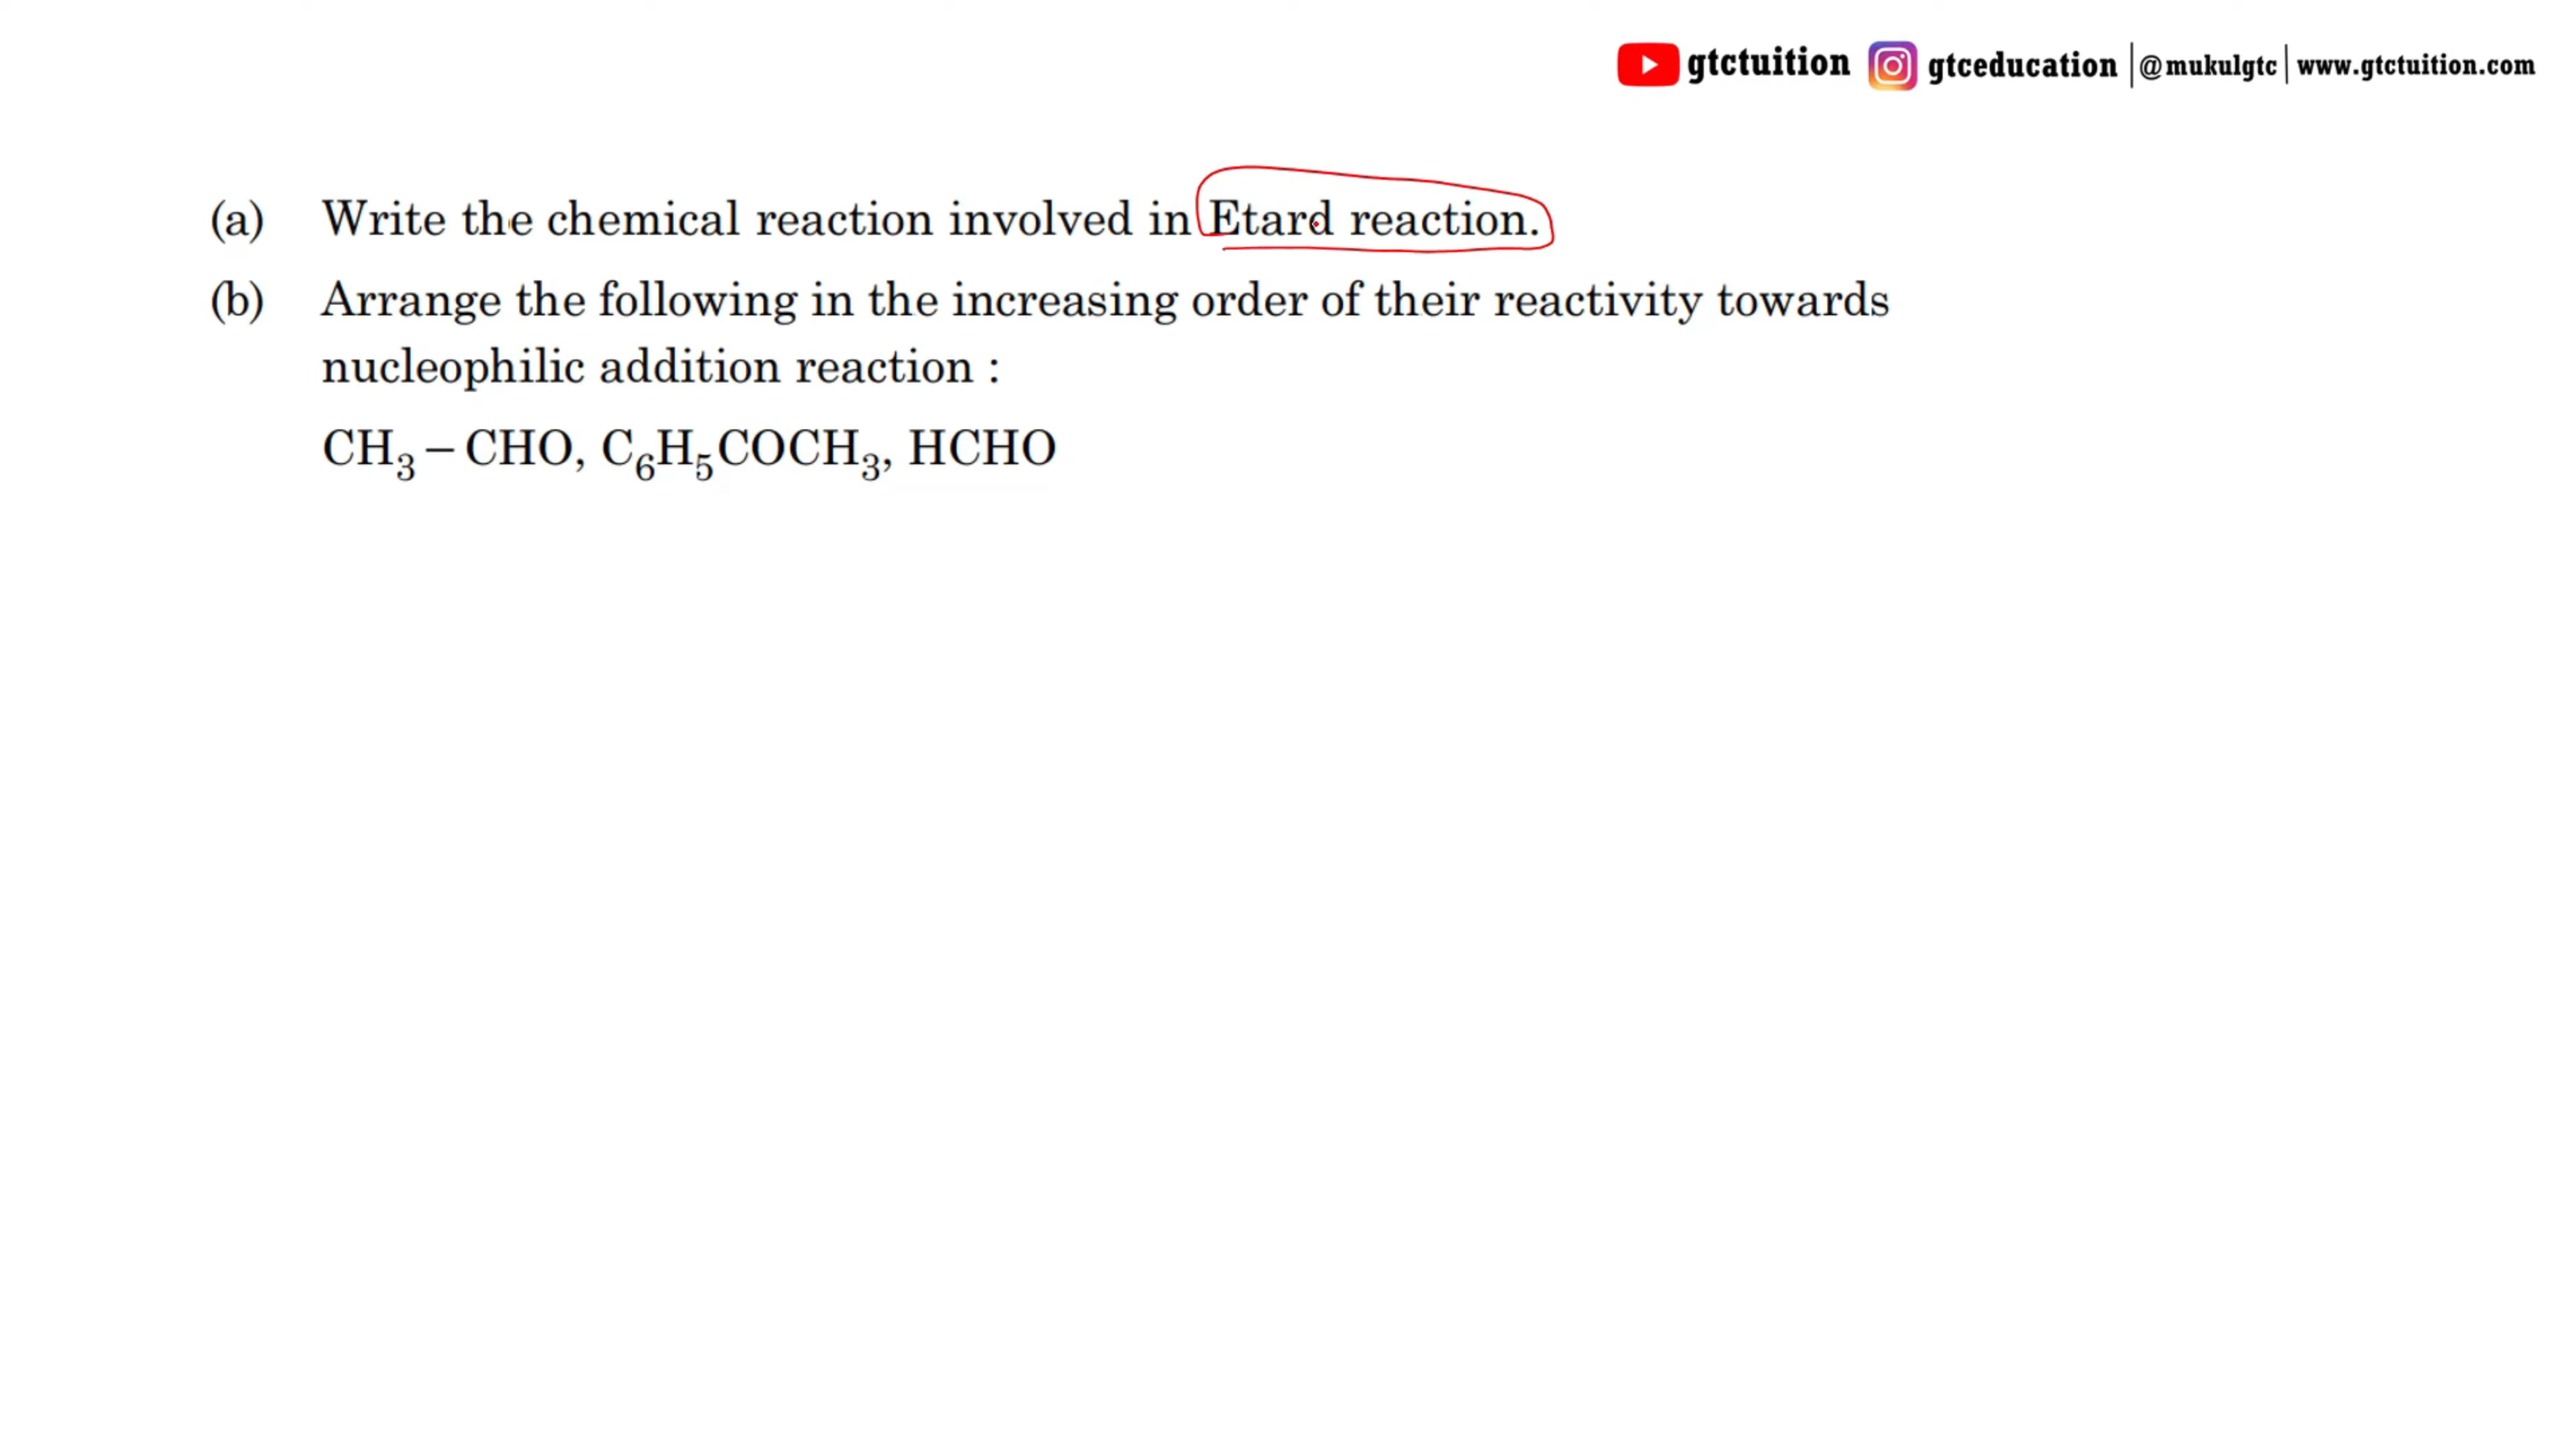 gtctuition gtceducation |@mukulgtc| www.gtctuition.com
(a) Write the chemical reaction involved in Etard reaction.
(b) Arrange the following in the increasing order of their reactivity towards
nucleophilic addition reaction :
CH₃ – CHO, C₆H₅COCH₃, HCHO